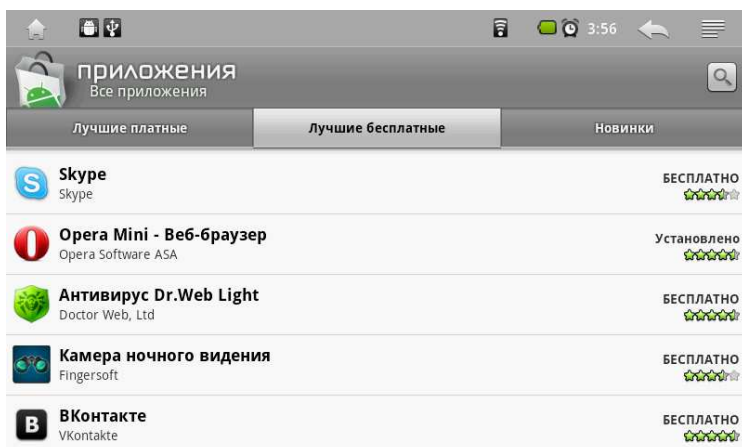 3:56
приложения
Все приложения
Лучшие платные
Лучшие бесплатные
Новинки
Skype
Skype
БЕСПЛАТНО
Opera Mini - Веб-браузер
Opera Software ASA
Установлено
Антивирус Dr.Web Light
Doctor Web, Ltd
БЕСПЛАТНО
Камера ночного видения
Fingersoft
БЕСПЛАТНО
ВКонтакте
VKontakte
БЕСПЛАТНО